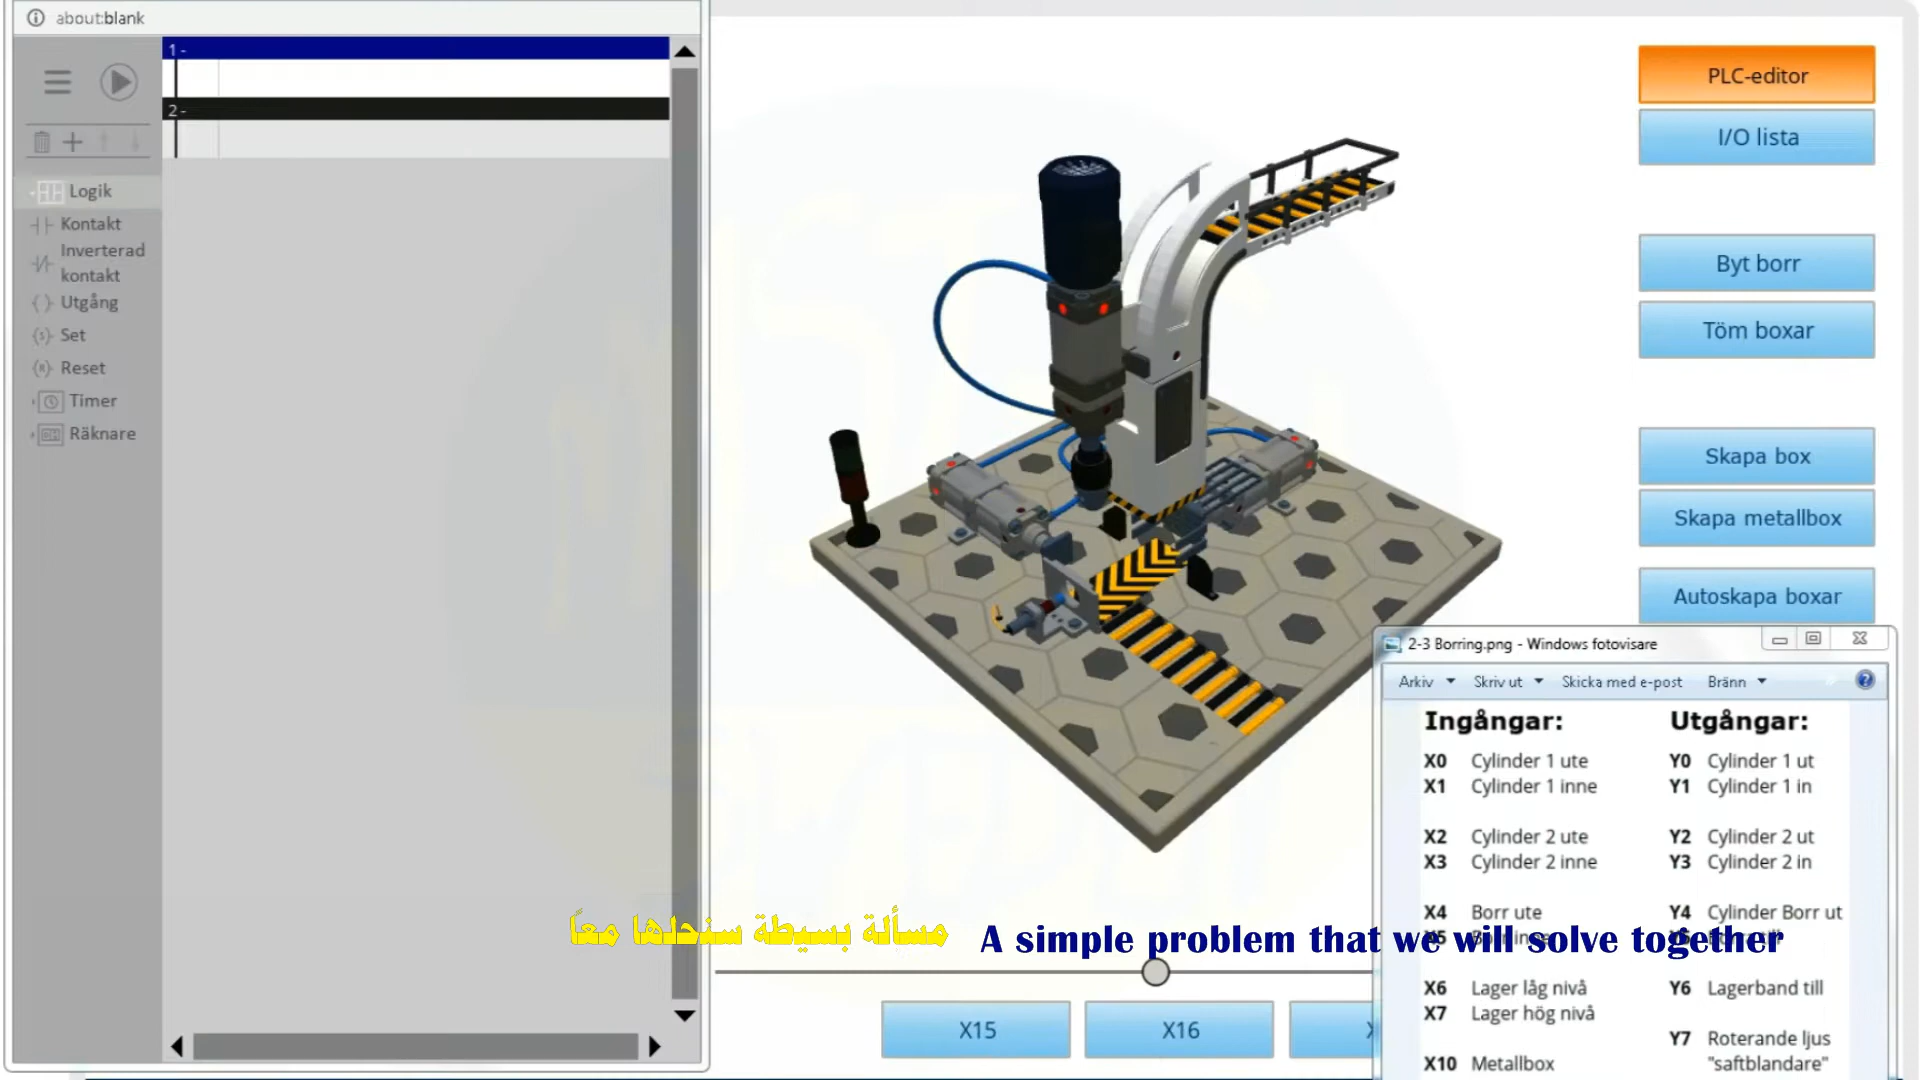 about:blank
1 -
2 -
Logik
Kontakt
Inverterad
kontakt
Utgång
Set
Reset
Timer
Räknare
PLC-editor
I/O lista
Byt borr
Töm boxar
Skapa box
Skapa metallbox
Autoskapa boxar
2-3 Borring.png - Windows fotovisare
Arkiv Skriv ut Skicka med e-post Bränn
Ingångar: Utgångar:
X0 Cylinder 1 ute Y0 Cylinder 1 ut
X1 Cylinder 1 inne Y1 Cylinder 1 in
X2 Cylinder 2 ute Y2 Cylinder 2 ut
X3 Cylinder 2 inne Y3 Cylinder 2 in
X4 Borr ute Y4 Cylinder Borr ut
مسألة بسيطة سنحلها معًا
A simple problem that we will solve together
X6 Lager låg nivå Y6 Lagerband till
X7 Lager hög nivå
Y7 Roterande ljus
"saftblandare"
X10 Metallbox
X15 X16